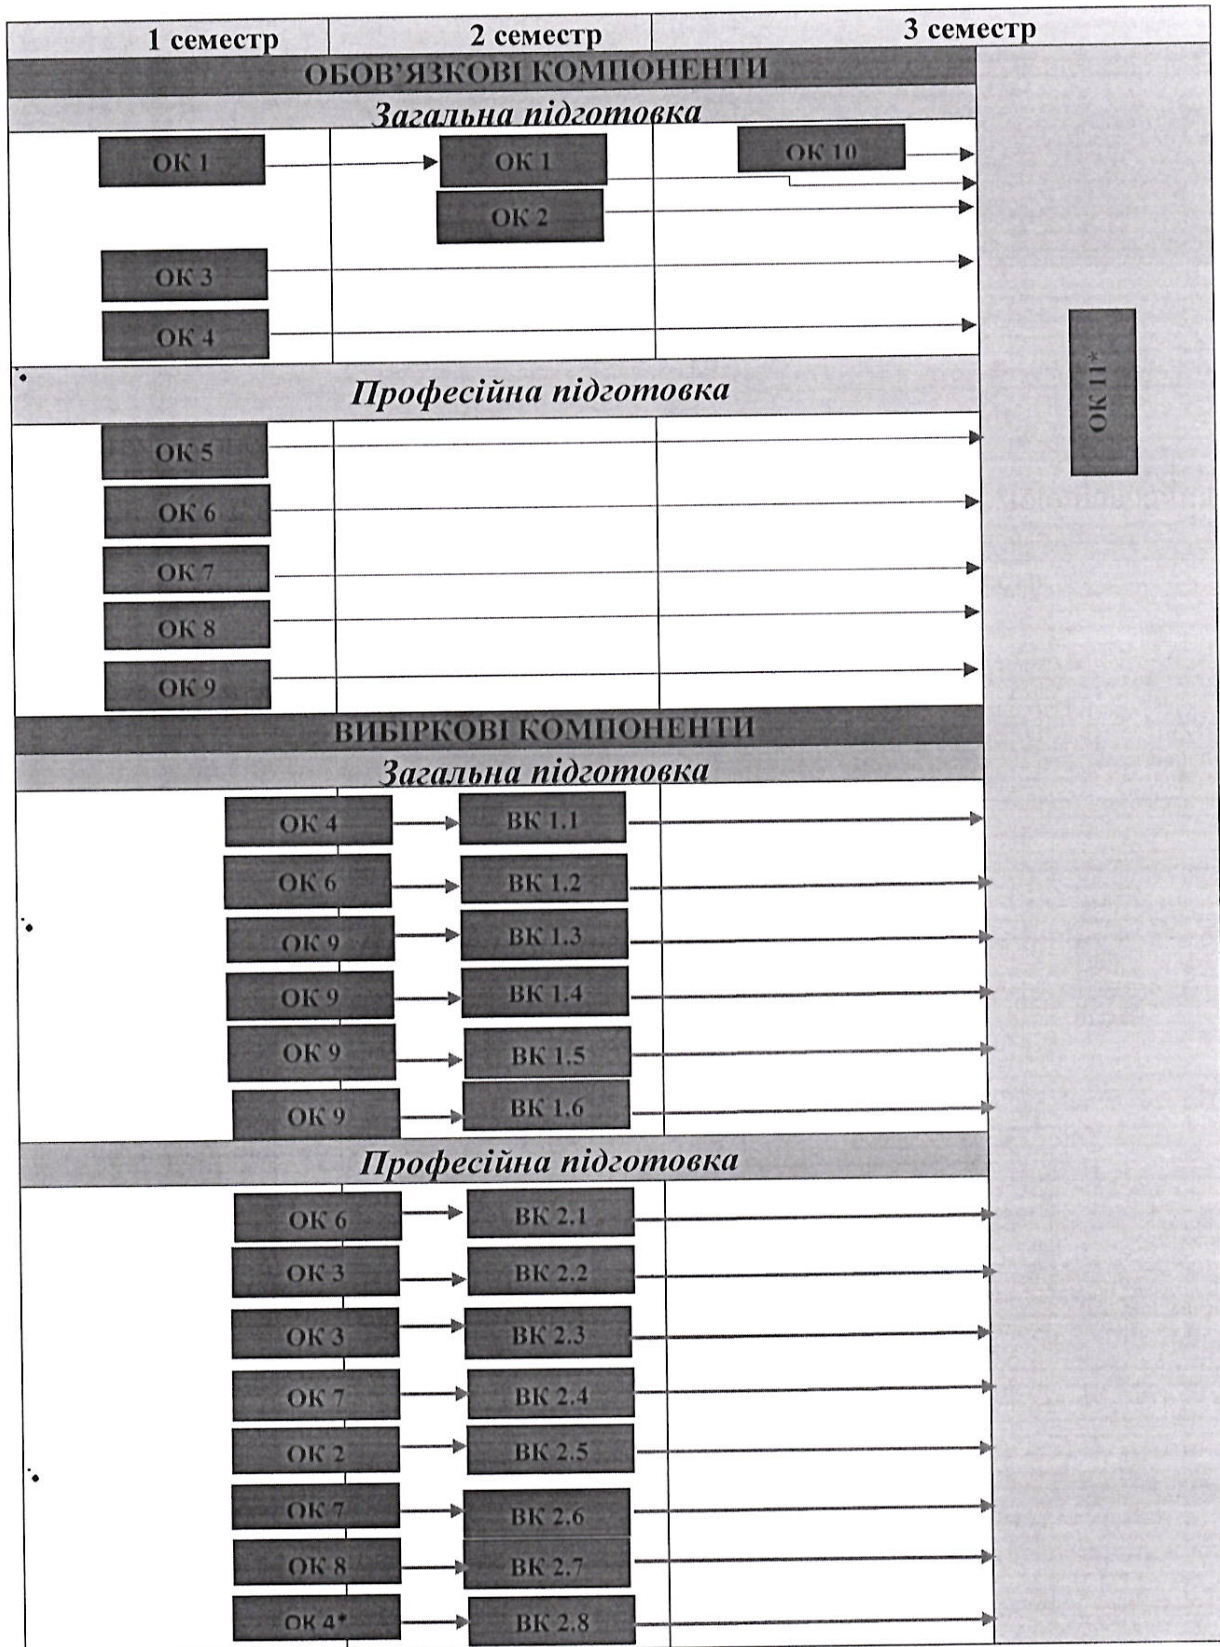 1 семестр 2 семестр 3 семестр
ОБОВ’ЯЗКОВІ КОМПОНЕНТИ
Загальна підготовка
ОК 1 ОК 1 ОК 10
ОК 2
ОК 3
ОК 4
ОК 11*
Професійна підготовка
ОК 5
ОК 6
ОК 7
ОК 8
ОК 9
ВИБІРКОВІ КОМПОНЕНТИ
Загальна підготовка
ОК 4 ВК 1.1
ОК 6 ВК 1.2
ОК 9 ВК 1.3
ОК 9 ВК 1.4
ОК 9 ВК 1.5
ОК 9 ВК 1.6
Професійна підготовка
ОК 6 ВК 2.1
ОК 3 ВК 2.2
ОК 3 ВК 2.3
ОК 7 ВК 2.4
ОК 2 ВК 2.5
ОК 7 ВК 2.6
ОК 8 ВК 2.7
ОК 4* ВК 2.8